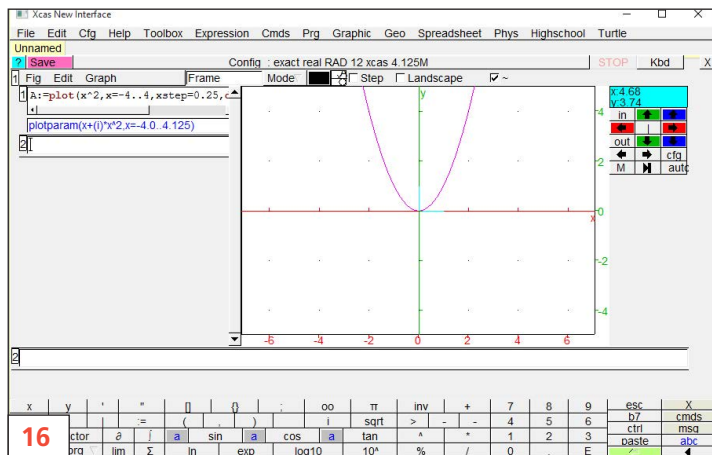 Xcas New Interface
File Edit Cfg Help Toolbox Expression Cmds Prg Graphic Geo Spreadsheet Phys Highschool Turtle
Unnamed
? Save Config : exact real RAD 12 xcas 4.125M STOP Kbd X
1 Fig Edit Graph Frame Mode Step Landscape ~
1 A:=plot(x^2,x=-4..4,xstep=0.25,
plotparam(x+(i)*x^2,x=-4.0..4.125)
2
y
4
2
x 0
-2
-4
-6 -4 -2 0 2 4 6
x:4.68
y:3.74
in
out
cfg
M auto
2
x y ' " [] {} ; oo π inv + 7 8 9 esc X
:= ( , ) i sqrt > - - 4 5 6 b7 cmds
ctor ∂ ∫ a sin a cos a tan ^ * 1 2 3 ctrl msg
prg lim Σ ln exp log10 10^ % / 0 . E paste abc
16